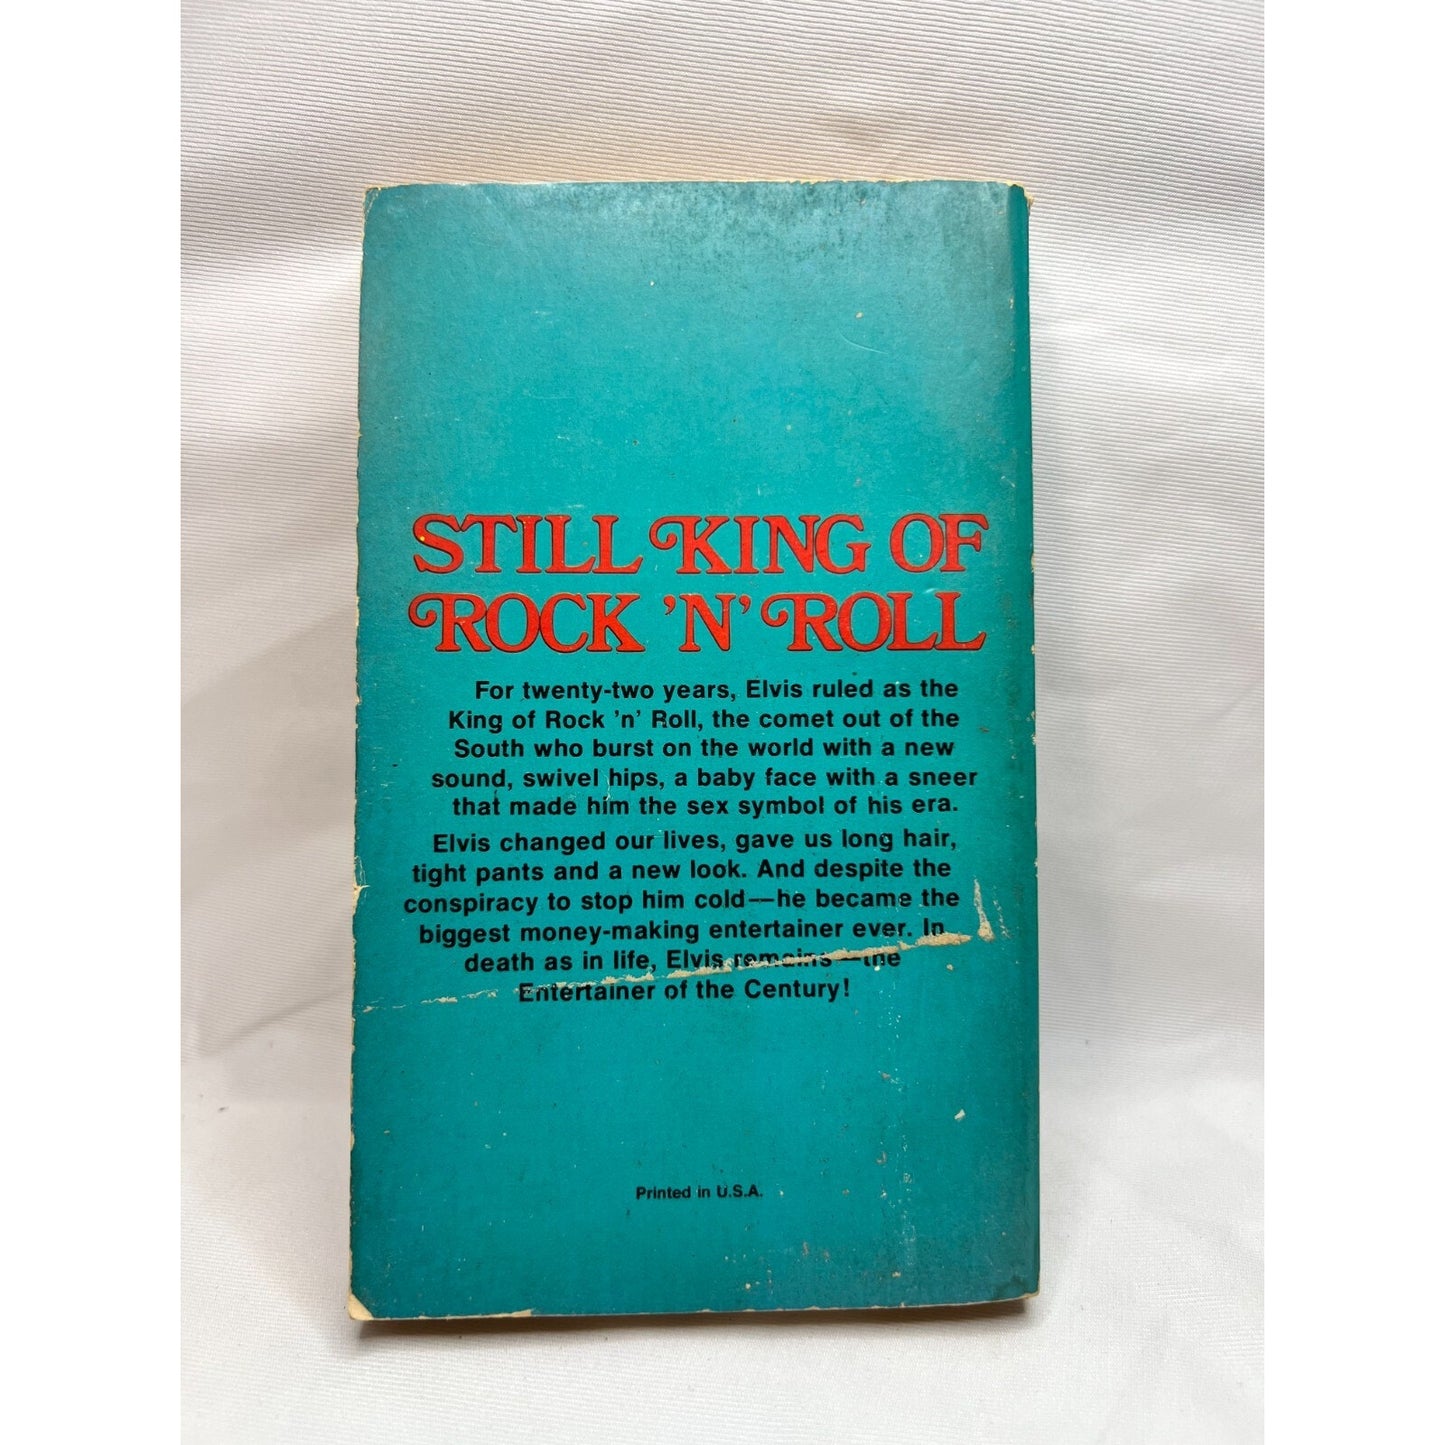 STILL KING OF
ROCK 'N' ROLL
For twenty-two years, Elvis ruled as the
King of Rock 'n' Roll, the comet out of the
South who burst on the world with a new
sound, swivel hips, a baby face with a sneer
that made him the sex symbol of his era.
Elvis changed our lives, gave us long hair,
tight pants and a new look. And despite the
conspiracy to stop him cold—he became the
biggest money-making entertainer ever. In
death as in life, Elvis remains—the
Entertainer of the Century!
Printed in U.S.A.